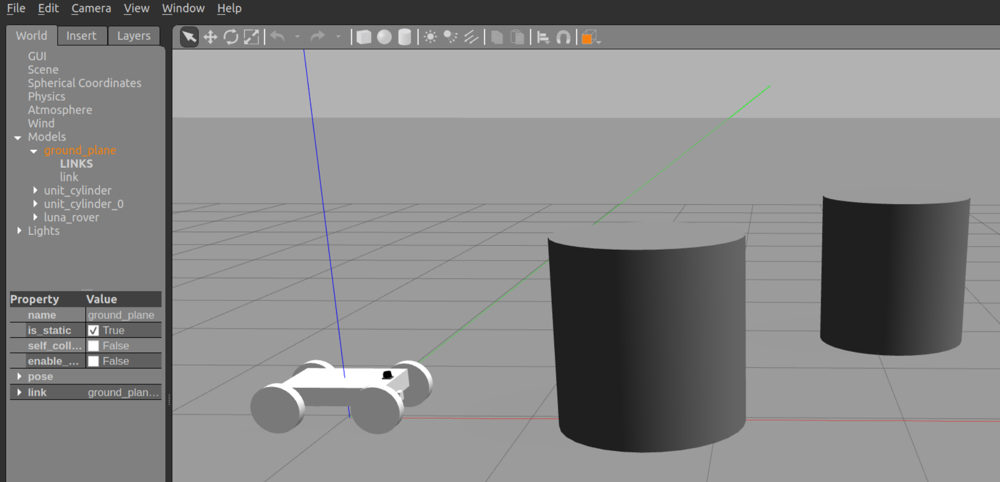 File Edit Camera View Window Help
World Insert Layers
GUI
Scene
Spherical Coordinates
Physics
Atmosphere
Wind
Models
ground_plane
LINKS
link
unit_cylinder
unit_cylinder_0
luna_rover
Lights
Property Value
name ground_plane
is_static True
self_coll... False
enable_... False
pose
link ground_plan...